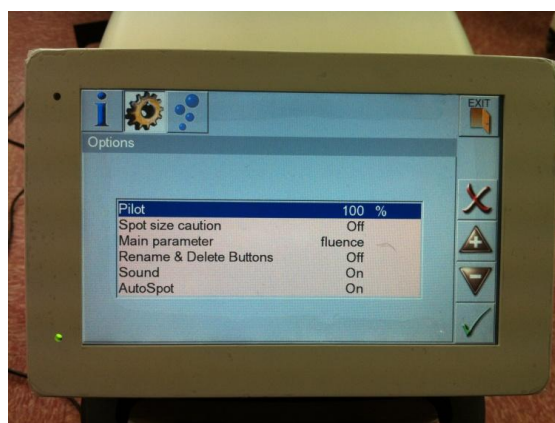 i
EXIT
Options
Pilot 100 %
Spot size caution Off
Main parameter fluence
Rename & Delete Buttons Off
Sound On
AutoSpot On